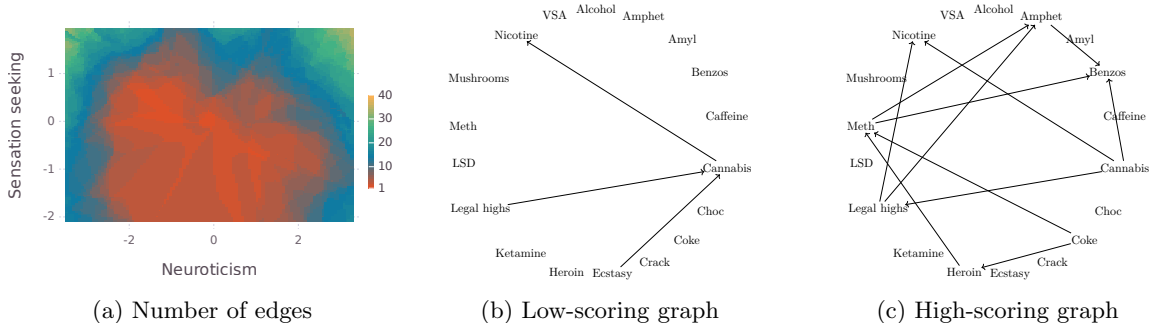 Sensation seeking
1
0
-1
-2
-2
0
2
Neuroticism
40
30
20
10
1
(a) Number of edges
Alcohol
VSA
Amphet
Nicotine
Amyl
Mushrooms
Benzos
Meth
Caffeine
LSD
Cannabis
Legal highs
Choc
Ketamine
Coke
Heroin
Ecstasy
Crack
(b) Low-scoring graph
Alcohol
VSA
Amphet
Nicotine
Amyl
Mushrooms
Benzos
Meth
Caffeine
LSD
Cannabis
Legal highs
Choc
Ketamine
Coke
Heroin
Ecstasy
Crack
(c) High-scoring graph